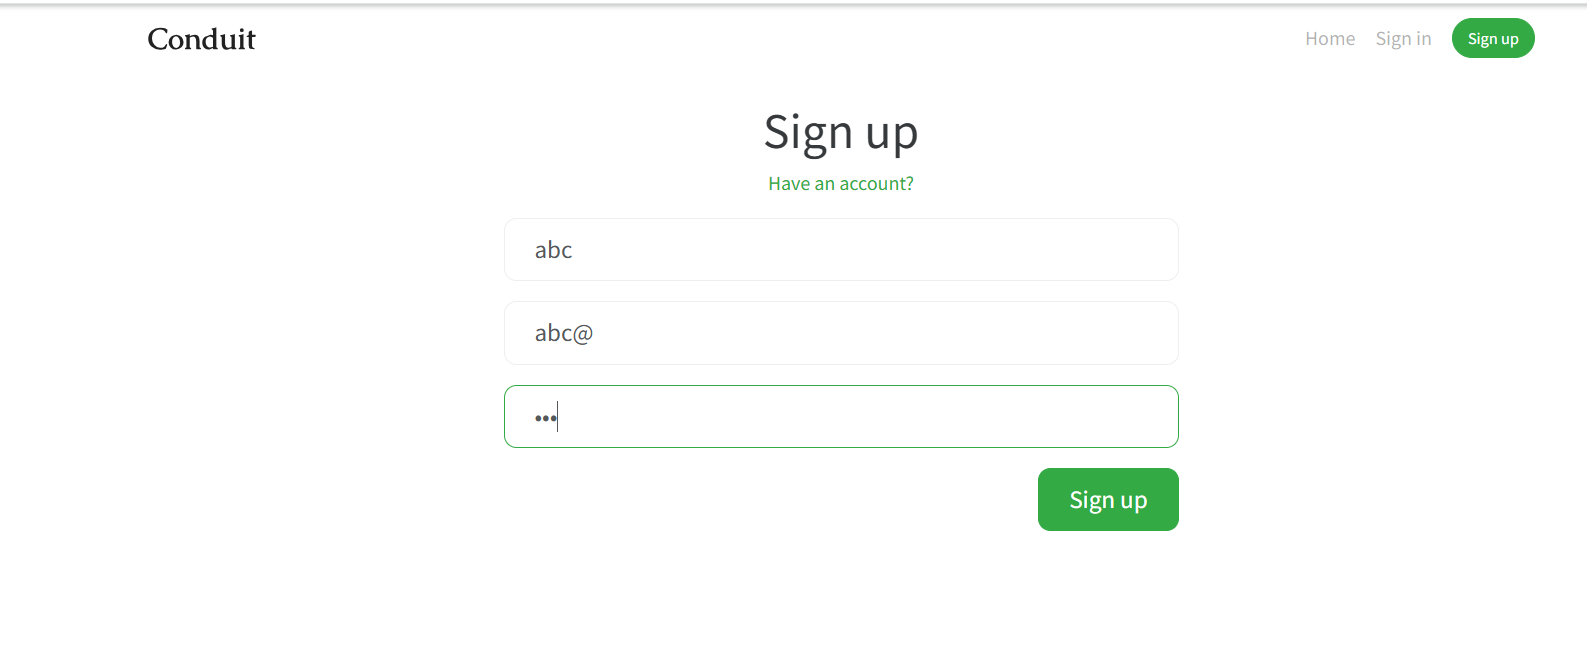 Conduit
Home Sign in Sign up
Sign up
Have an account?
abc
abc@
•••
Sign up